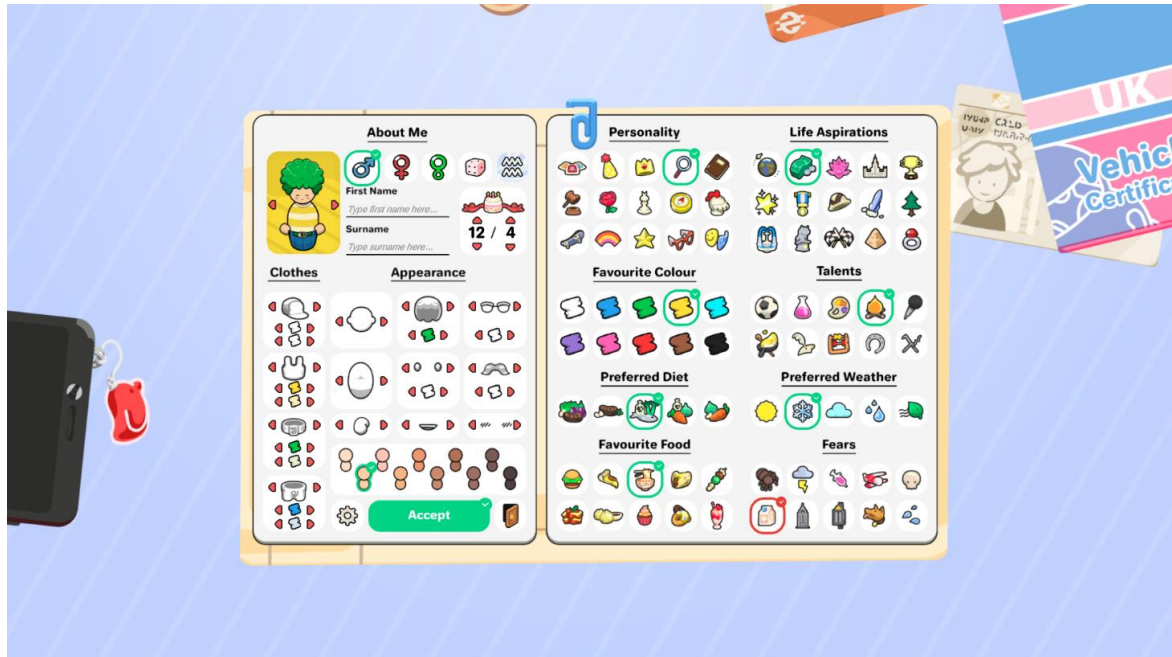 About Me
First Name
Type first name here...
Surname
Type surname here...
12 / 4
Clothes
Appearance
Accept
Personality
Life Aspirations
Favourite Colour
Talents
Preferred Diet
Preferred Weather
Favourite Food
Fears
UK
Vehic
Certific